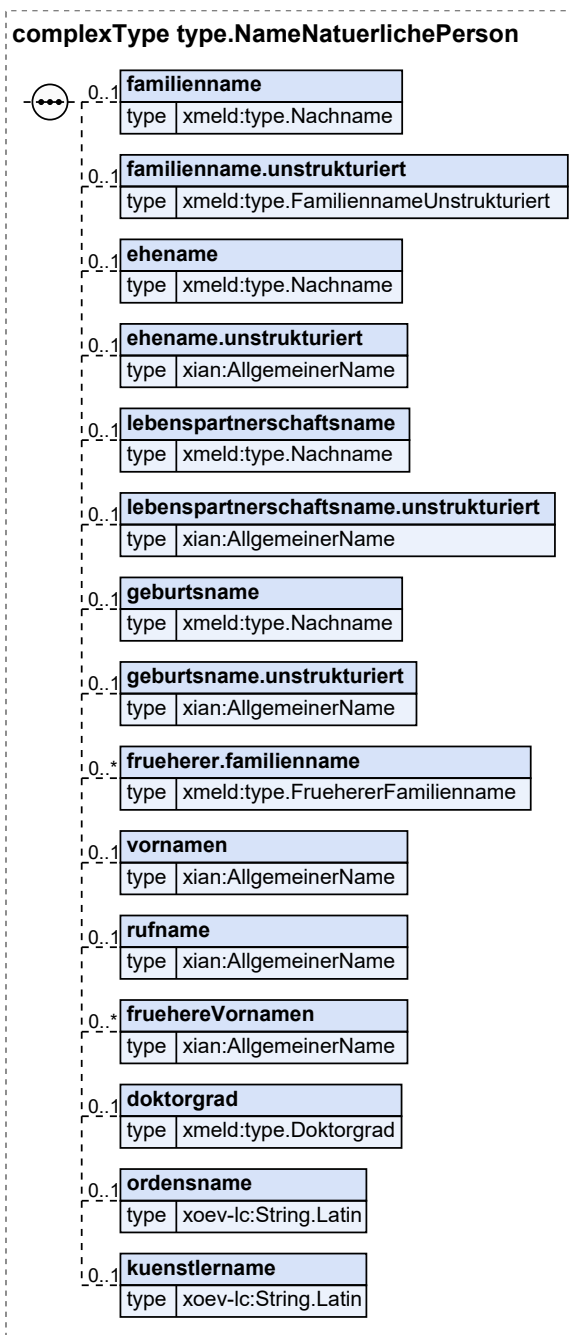 complexType type.NameNatuerlichePerson
0..1 familienname
type xmeld:type.Nachname
0..1 familienname.unstrukturiert
type xmeld:type.FamiliennameUnstrukturiert
0..1 ehename
type xmeld:type.Nachname
0..1 ehename.unstrukturiert
type xian:AllgemeinerName
0..1 lebenspartnerschaftsname
type xmeld:type.Nachname
0..1 lebenspartnerschaftsname.unstrukturiert
type xian:AllgemeinerName
0..1 geburtsname
type xmeld:type.Nachname
0..1 geburtsname.unstrukturiert
type xian:AllgemeinerName
0..* frueherer.familienname
type xmeld:type.FruehererFamilienname
0..1 vornamen
type xian:AllgemeinerName
0..1 rufname
type xian:AllgemeinerName
0..* fruehereVornamen
type xian:AllgemeinerName
0..1 doktorgrad
type xmeld:type.Doktorgrad
0..1 ordensname
type xoev-lc:String.Latin
0..1 kuenstlername
type xoev-lc:String.Latin